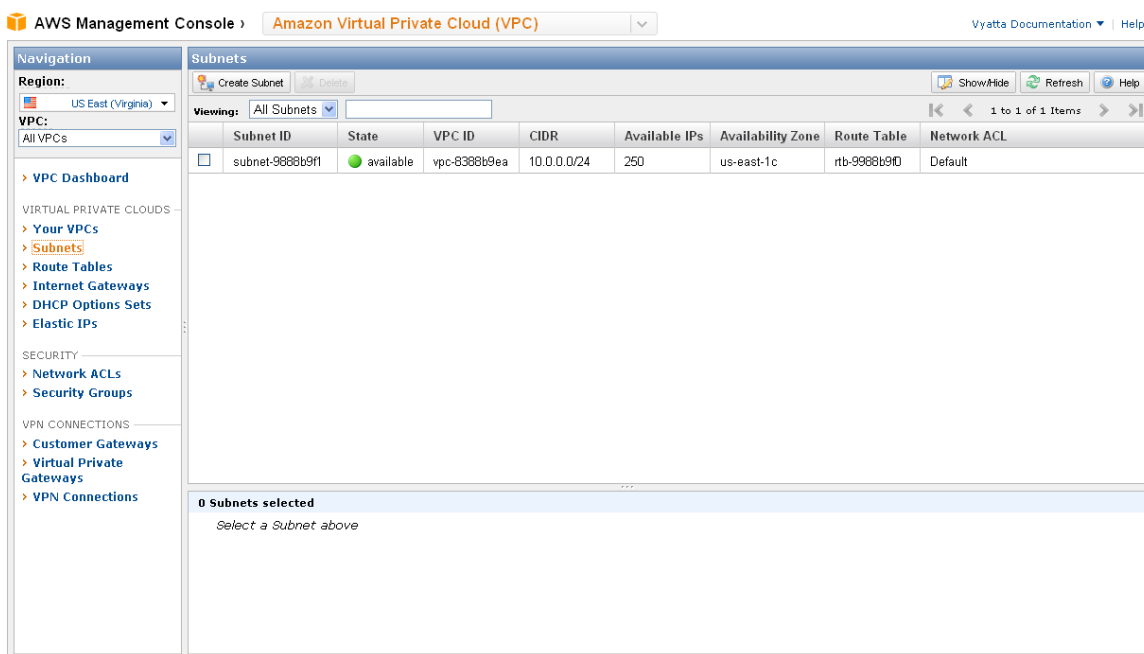 AWS Management Console › Amazon Virtual Private Cloud (VPC) Vyatta Documentation ▼ | Help
Navigation
Region:
US East (Virginia) ▼
VPC:
All VPCs
> VPC Dashboard
VIRTUAL PRIVATE CLOUDS
> Your VPCs
> Subnets
> Route Tables
> Internet Gateways
> DHCP Options Sets
> Elastic IPs
SECURITY
> Network ACLs
> Security Groups
VPN CONNECTIONS
> Customer Gateways
> Virtual Private
Gateways
> VPN Connections
Subnets
Create Subnet Delete Show/Hide Refresh Help
Viewing: All Subnets 1 to 1 of 1 Items
Subnet ID State VPC ID CIDR Available IPs Availability Zone Route Table Network ACL
subnet-9888b9f1 available vpc-8388b9ea 10.0.0.0/24 250 us-east-1c rtb-9988b9f0 Default
0 Subnets selected
Select a Subnet above